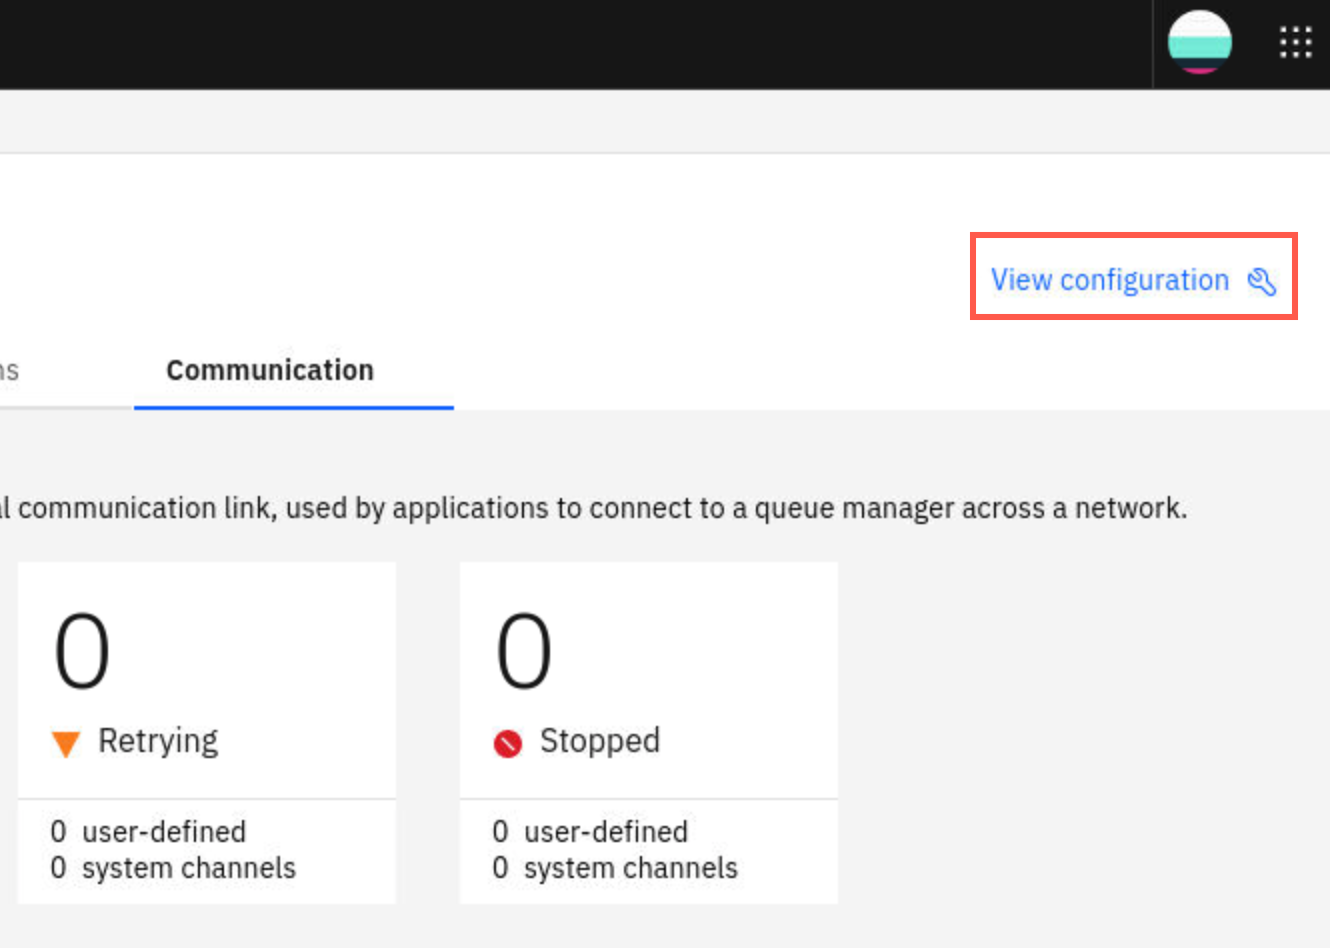 View configuration
Communication
communication link, used by applications to connect to a queue manager across a network.
0
Retrying
0 user-defined
0 system channels
0
Stopped
0 user-defined
0 system channels